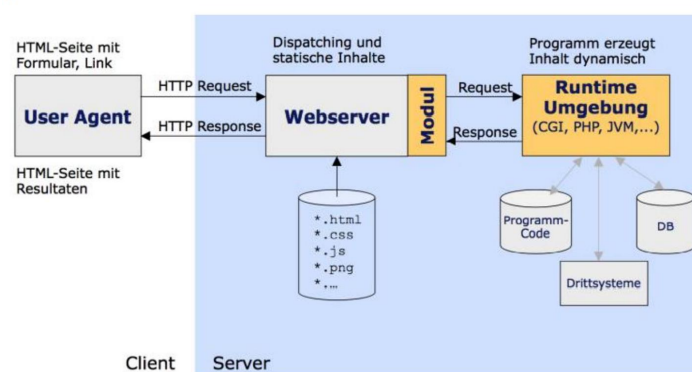 HTML-Seite mit
Formular, Link
User Agent
HTML-Seite mit
Resultaten
HTTP Request
HTTP Response
Dispatching und
statische Inhalte
Webserver
Modul
*.html
*.css
*.js
*.png
*.…
Request
Response
Programm erzeugt
Inhalt dynamisch
Runtime
Umgebung
(CGI, PHP, JVM,...)
Programm-
Code
DB
Drittsysteme
Client
Server